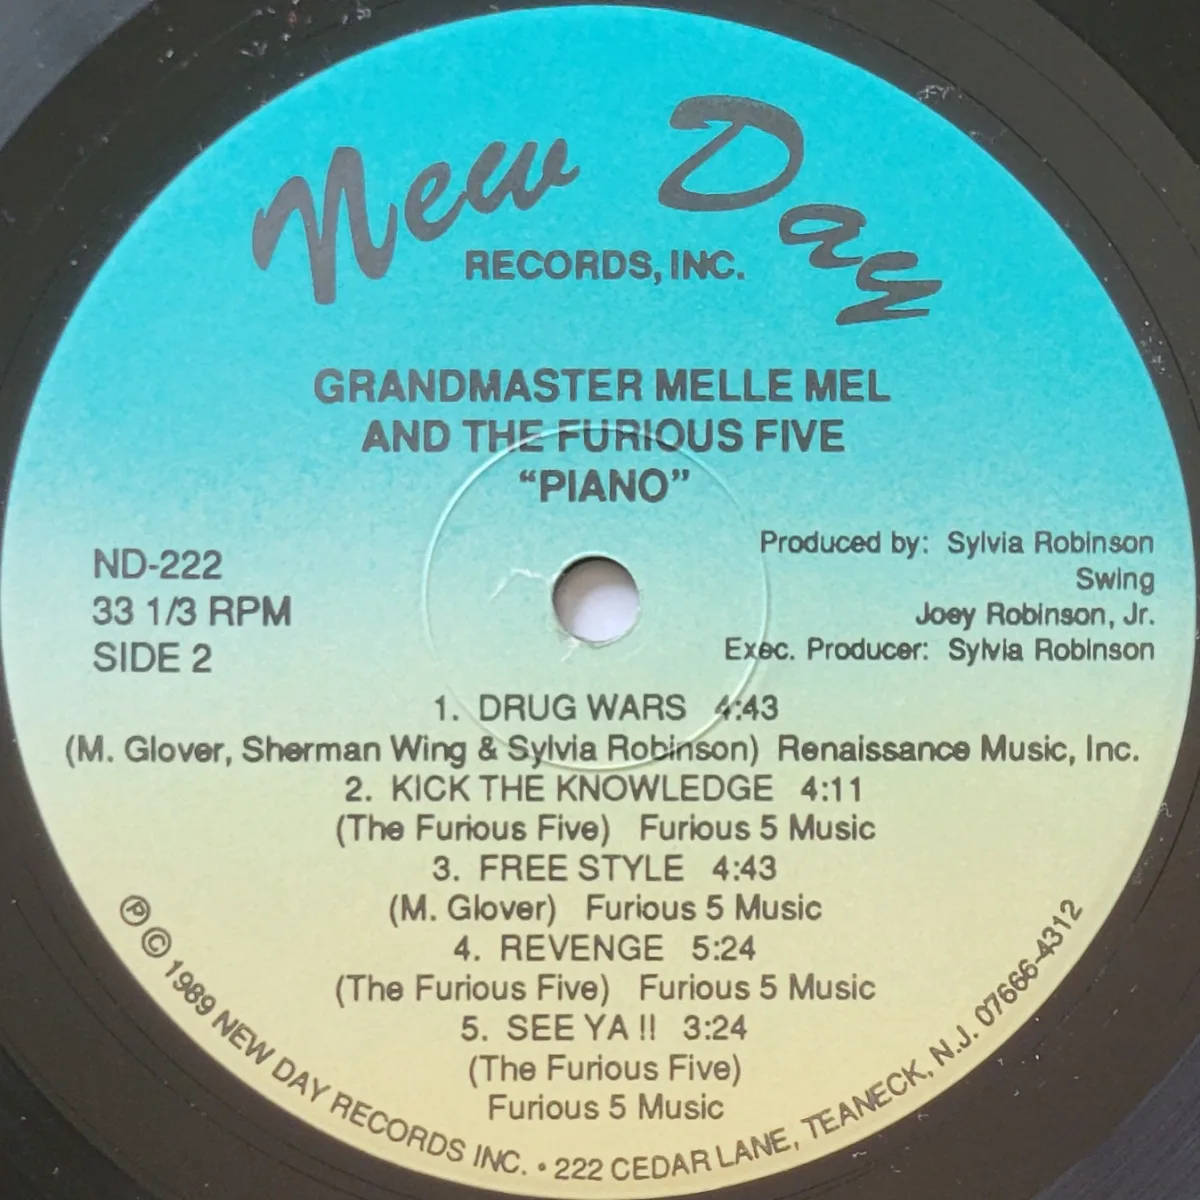 New Day
RECORDS, INC.
GRANDMASTER MELLE MEL
AND THE FURIOUS FIVE
“PIANO”
ND-222
33 1/3 RPM
SIDE 2
Produced by: Sylvia Robinson
Swing
Joey Robinson, Jr.
Exec. Producer: Sylvia Robinson
1. DRUG WARS 4:43
(M. Glover, Sherman Wing & Sylvia Robinson) Renaissance Music, Inc.
2. KICK THE KNOWLEDGE 4:11
(The Furious Five) Furious 5 Music
3. FREE STYLE 4:43
(M. Glover) Furious 5 Music
4. REVENGE 5:24
(The Furious Five) Furious 5 Music
5. SEE YA !! 3:24
(The Furious Five)
Furious 5 Music
Ⓟ © 1989 NEW DAY RECORDS INC. • 222 CEDAR LANE, TEANECK, N.J. 07666-4312